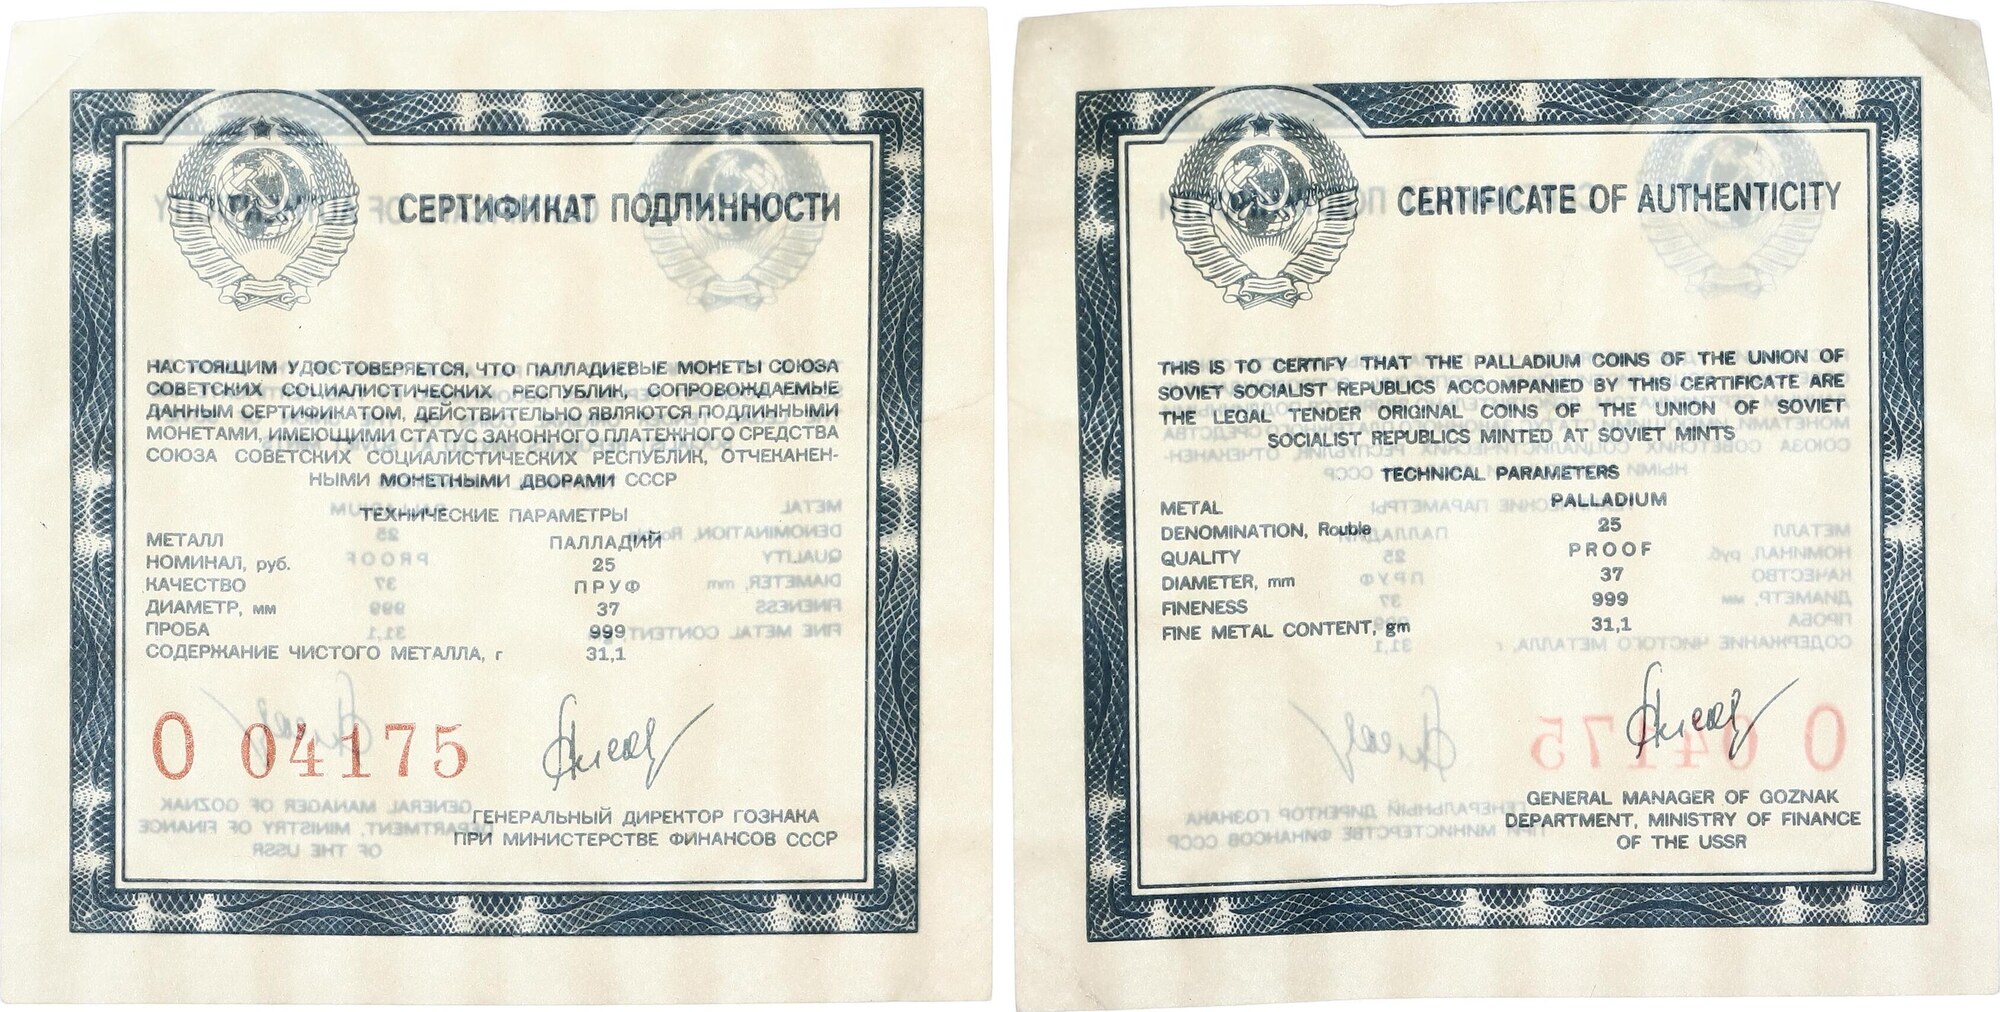 СЕРТИФИКАТ ПОДЛИННОСТИ
НАСТОЯЩИМ УДОСТОВЕРЯЕТСЯ, ЧТО ПАЛЛАДИЕВЫЕ МОНЕТЫ СОЮЗА
СОВЕТСКИХ СОЦИАЛИСТИЧЕСКИХ РЕСПУБЛИК, СОПРОВОЖДАЕМЫЕ
ДАННЫМ СЕРТИФИКАТОМ, ДЕЙСТВИТЕЛЬНО ЯВЛЯЮТСЯ ПОДЛИННЫМИ
МОНЕТАМИ, ИМЕЮЩИМИ СТАТУС ЗАКОННОГО ПЛАТЕЖНОГО СРЕДСТВА
СОЮЗА СОВЕТСКИХ СОЦИАЛИСТИЧЕСКИХ РЕСПУБЛИК, ОТЧЕКАНЕН-
НЫМИ МОНЕТНЫМИ ДВОРАМИ СССР
ТЕХНИЧЕСКИЕ ПАРАМЕТРЫ
МЕТАЛЛ ПАЛЛАДИЙ
НОМИНАЛ, руб. 25
КАЧЕСТВО ПРУФ
ДИАМЕТР, мм 37
ПРОБА 999
СОДЕРЖАНИЕ ЧИСТОГО МЕТАЛЛА, г 31,1
0 04175
ГЕНЕРАЛЬНЫЙ ДИРЕКТОР ГОЗНАКА
ПРИ МИНИСТЕРСТВЕ ФИНАНСОВ СССР
CERTIFICATE OF AUTHENTICITY
THIS IS TO CERTIFY THAT THE PALLADIUM COINS OF THE UNION OF
SOVIET SOCIALIST REPUBLICS ACCOMPANIED BY THIS CERTIFICATE ARE
THE LEGAL TENDER ORIGINAL COINS OF THE UNION OF SOVIET
SOCIALIST REPUBLICS MINTED AT SOVIET MINTS
TECHNICAL PARAMETERS
METAL PALLADIUM
DENOMINATION, Rouble 25
QUALITY PROOF
DIAMETER, mm 37
FINENESS 999
FINE METAL CONTENT, gm 31,1
GENERAL MANAGER OF GOZNAK
DEPARTMENT, MINISTRY OF FINANCE
OF THE USSR